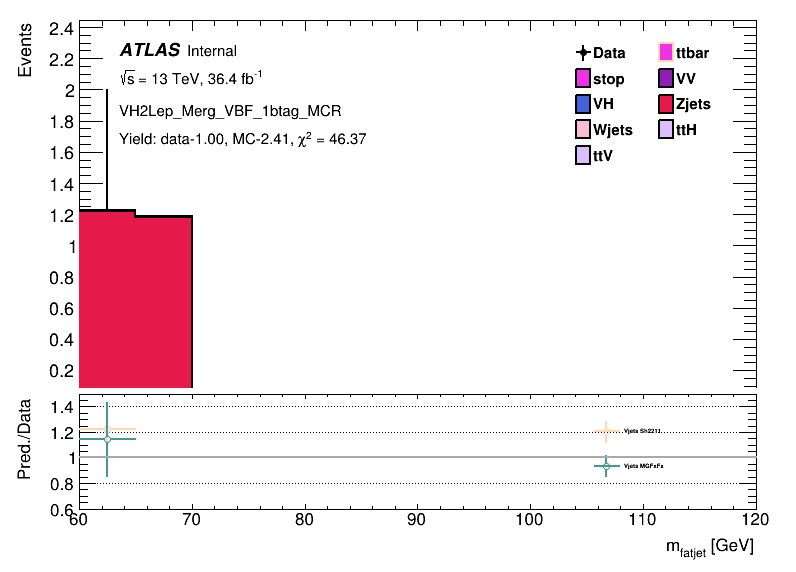 Events
2.4
2.2
2
1.8
1.6
1.4
1.2
1
0.8
0.6
0.4
0.2
ATLAS Internal
√s = 13 TeV, 36.4 fb⁻¹
VH2Lep_Merg_VBF_1btag_MCR
Yield: data-1.00, MC-2.41, χ² = 46.37
Data ttbar
stop VV
VH Zjets
Wjets ttH
ttV
Pred./Data
1.4
1.2
1
0.8
0.6
Vjets Sh2211
Vjets MGFxFx
60 70 80 90 100 110 120
m_fatjet [GeV]